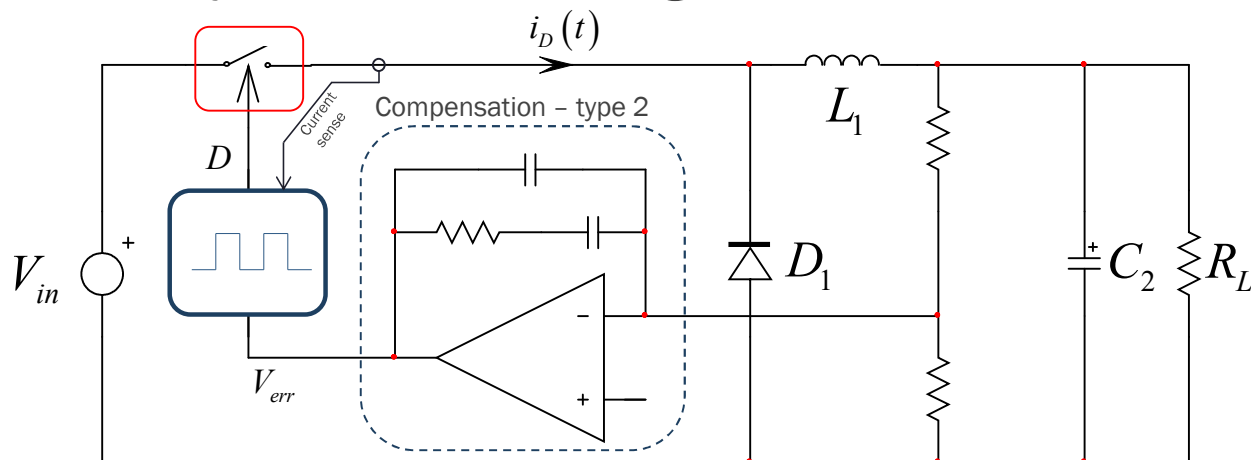 i_D(t)
Compensation – type 2
Current
sense
L_1
D
+
V_in
D_1
+
C_2
R_L
−
+
V_err